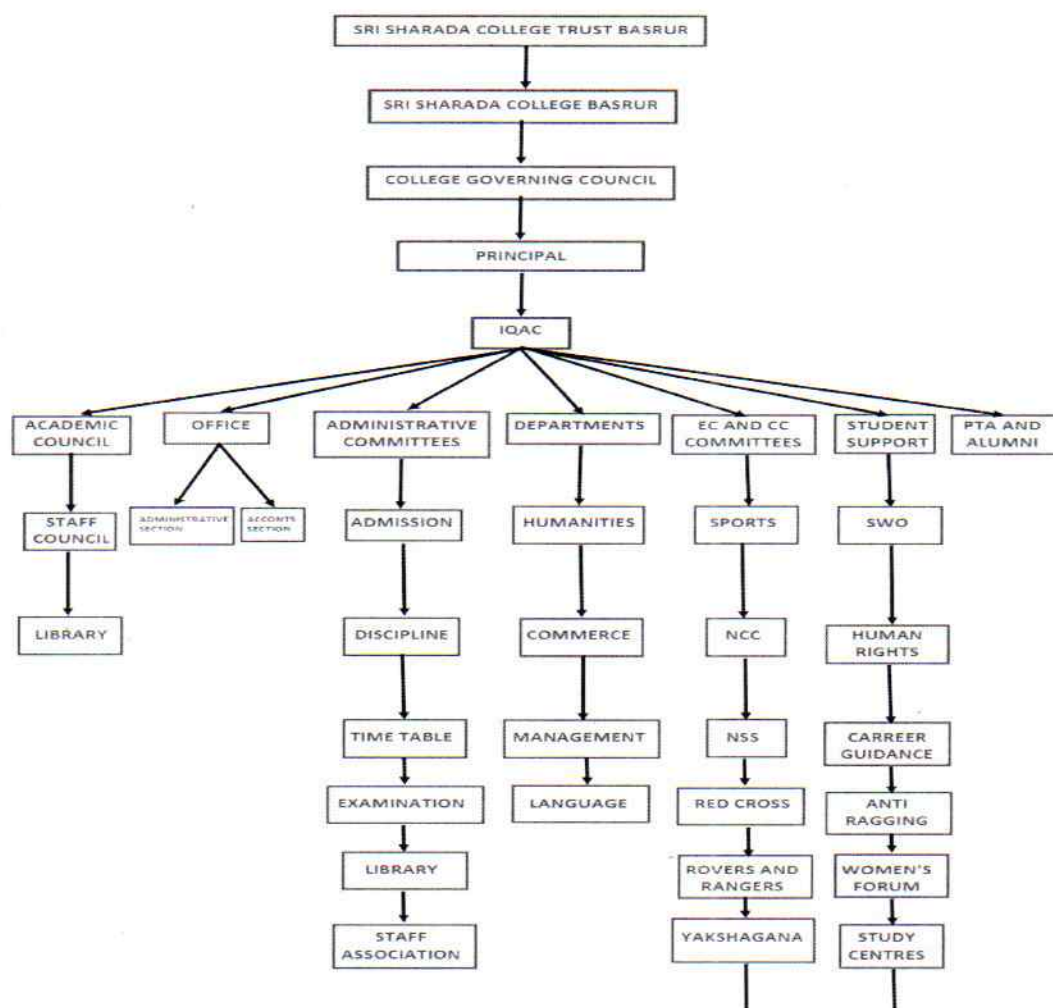 SRI SHARADA COLLEGE TRUST BASRUR
SRI SHARADA COLLEGE BASRUR
COLLEGE GOVERNING COUNCIL
PRINCIPAL
IQAC
ACADEMIC
COUNCIL
OFFICE
ADMINISTRATIVE
COMMITTEES
DEPARTMENTS
EC AND CC
COMMITTEES
STUDENT
SUPPORT
PTA AND
ALUMNI
STAFF
COUNCIL
ADMINISTRATIVE
SECTION
ACCONTS
SECTION
ADMISSION
HUMANITIES
SPORTS
SWO
LIBRARY
DISCIPLINE
COMMERCE
NCC
HUMAN
RIGHTS
TIME TABLE
MANAGEMENT
NSS
CARREER
GUIDANCE
EXAMINATION
LANGUAGE
RED CROSS
ANTI
RAGGING
LIBRARY
ROVERS AND
RANGERS
WOMEN'S
FORUM
STAFF
ASSOCIATION
YAKSHAGANA
STUDY
CENTRES